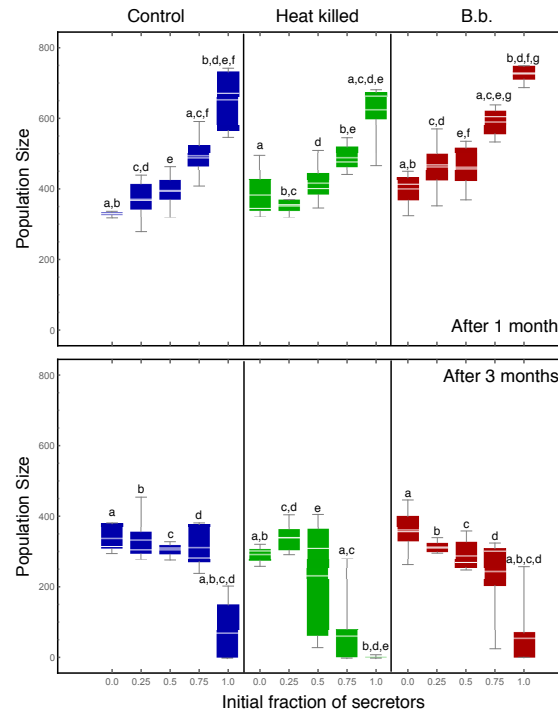 Control Heat killed B.b.
Population Size
800
600
400
200
0
a,b
c,d
e
a,c,f
b,d,e,f
a
b,c
d
b,e
a,c,d,e
a,b
c,d
e,f
a,c,e,g
b,d,f,g
After 1 month
Population Size
800
600
400
200
0
a
b
c
d
a,b,c,d
a,b
c,d
e
a,c
b,d,e
a
b
c
d
a,b,c,d
After 3 months
0.0 0.25 0.5 0.75 1.0 0.0 0.25 0.5 0.75 1.0 0.0 0.25 0.5 0.75 1.0
Initial fraction of secretors